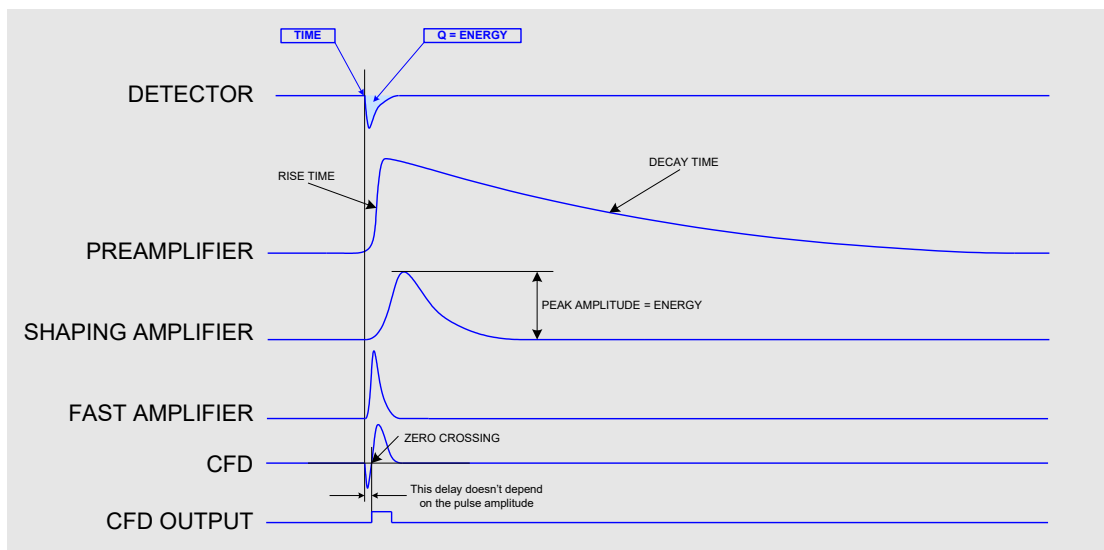 TIME
Q = ENERGY
DETECTOR
DECAY TIME
RISE TIME
PREAMPLIFIER
PEAK AMPLITUDE = ENERGY
SHAPING AMPLIFIER
FAST AMPLIFIER
ZERO CROSSING
CFD
This delay doesn't depend
on the pulse amplitude
CFD OUTPUT